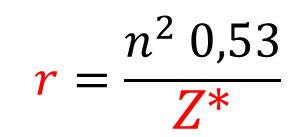 r = n² 0,53 / Z*